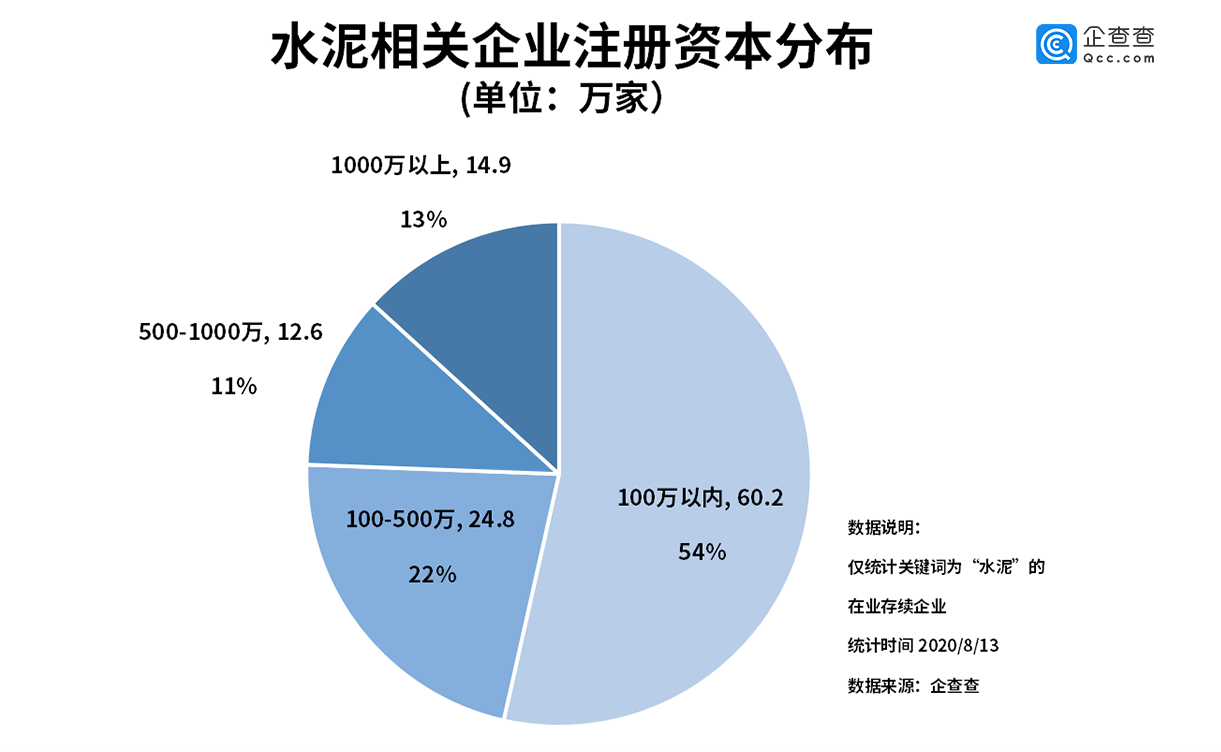 水泥相关企业注册资本分布
(单位：万家）
企查查
Qcc.com
1000万以上, 14.9
13%
500-1000万, 12.6
11%
100-500万, 24.8
22%
100万以内, 60.2
54%
数据说明：
仅统计关键词为“水泥”的
在业存续企业
统计时间 2020/8/13
数据来源：企查查